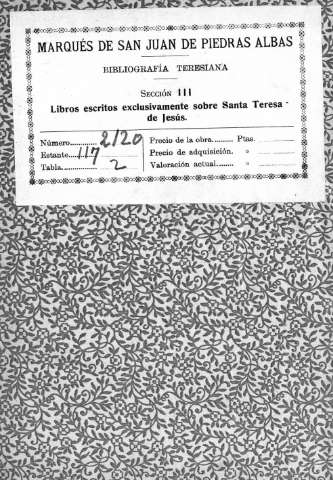 MARQUÉS DE SAN JUAN DE PIEDRAS ALBAS
BIBLIOGRAFÍA TERESIANA
SECCIÓN III
Libros escritos exclusivamente sobre Santa Teresa
de Jesús.
Número............ 2120
Estante.... 117
Tabla........... 2
Precio de la obra......... Ptas. ............
Precio de adquisición. » ............
Valoración actual........ » ............